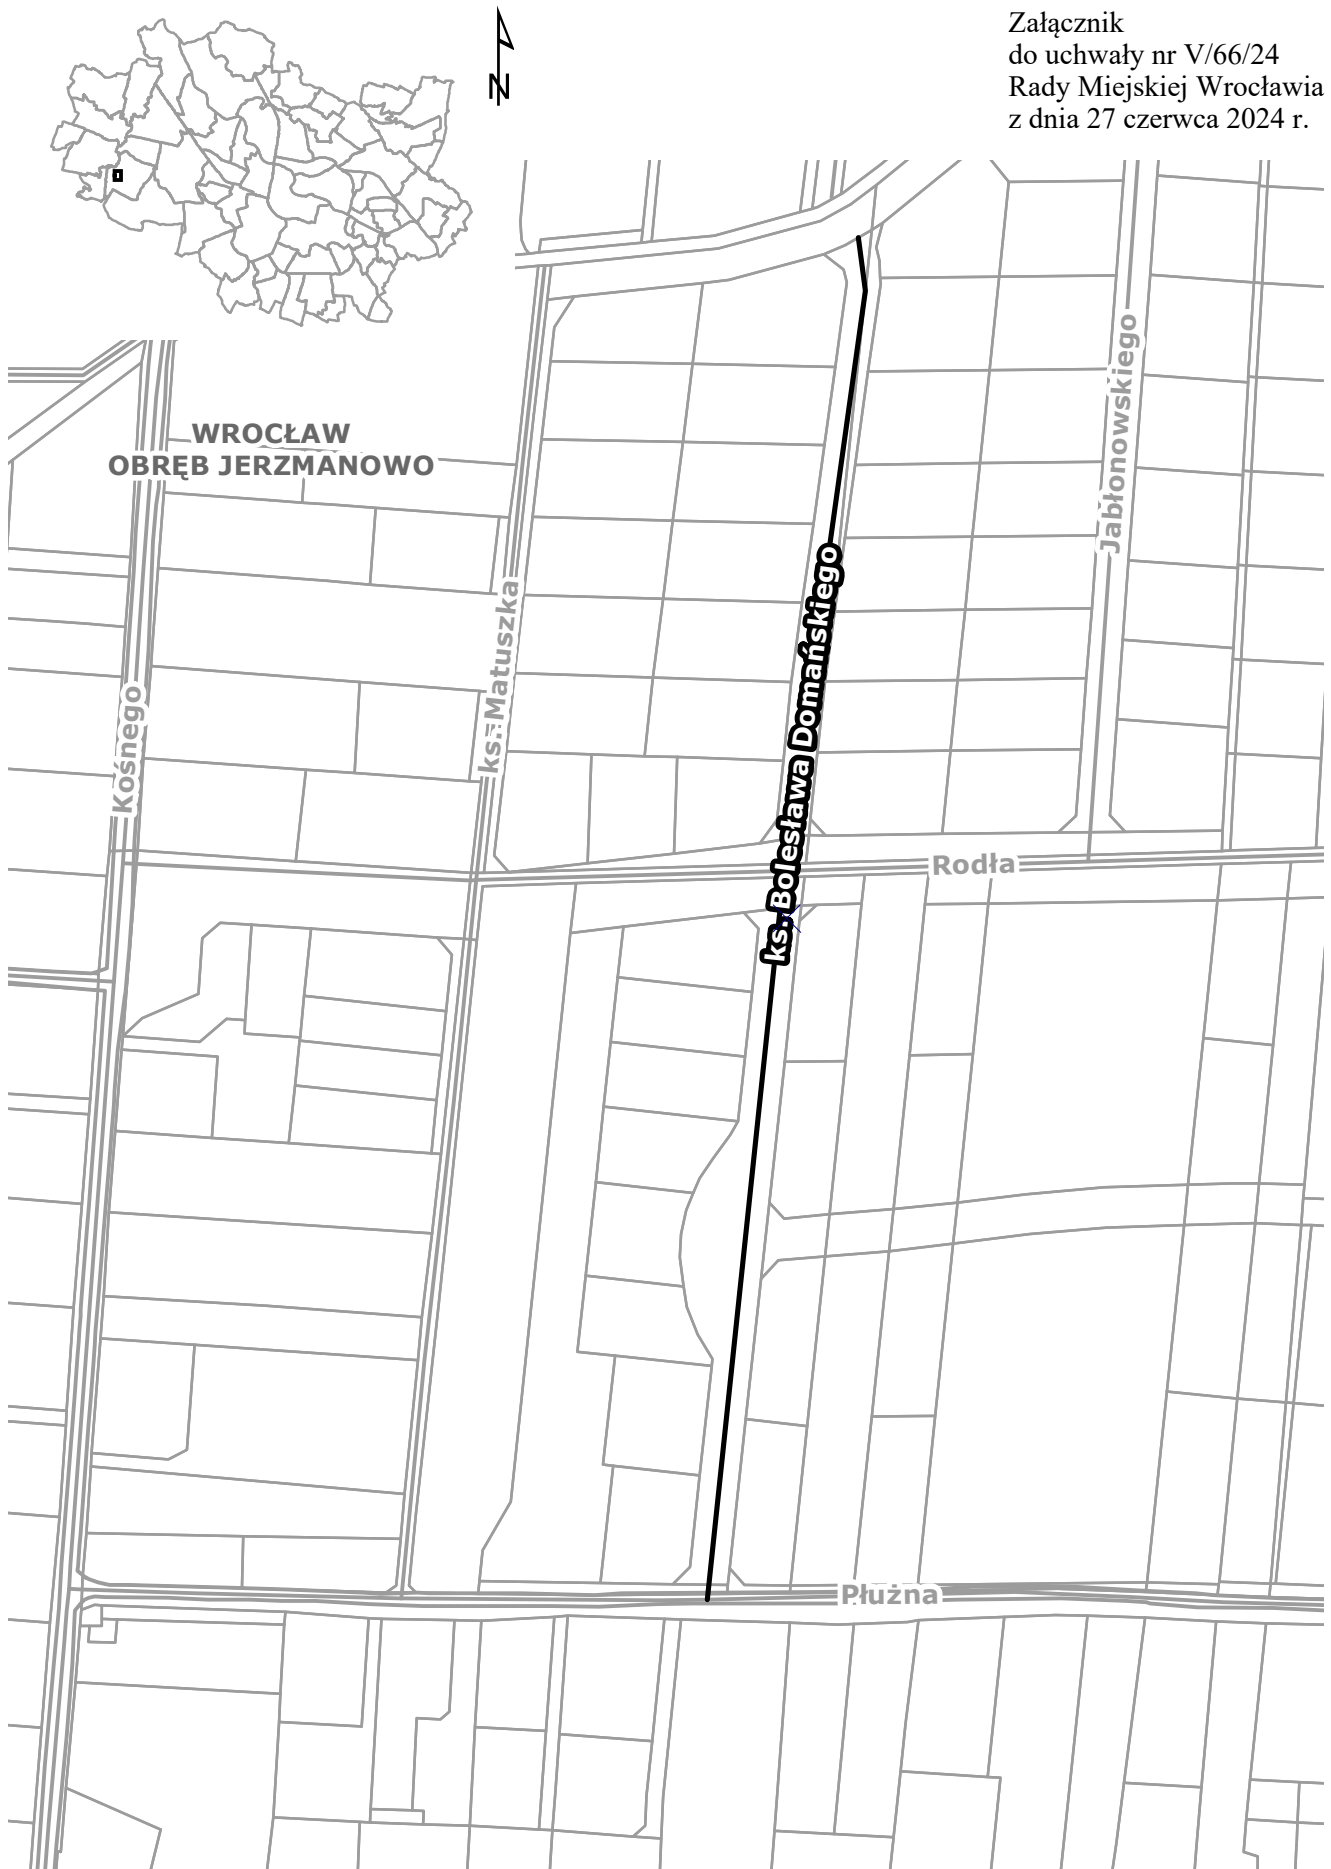 Załącznik
do uchwały nr V/66/24
Rady Miejskiej Wrocławia
z dnia 27 czerwca 2024 r.
N
WROCŁAW
OBRĘB JERZMANOWO
Jabłonowskiego
ks. Bolesława Domańskiego
ks. Matuszka
Kośnego
Rodła
Płużna